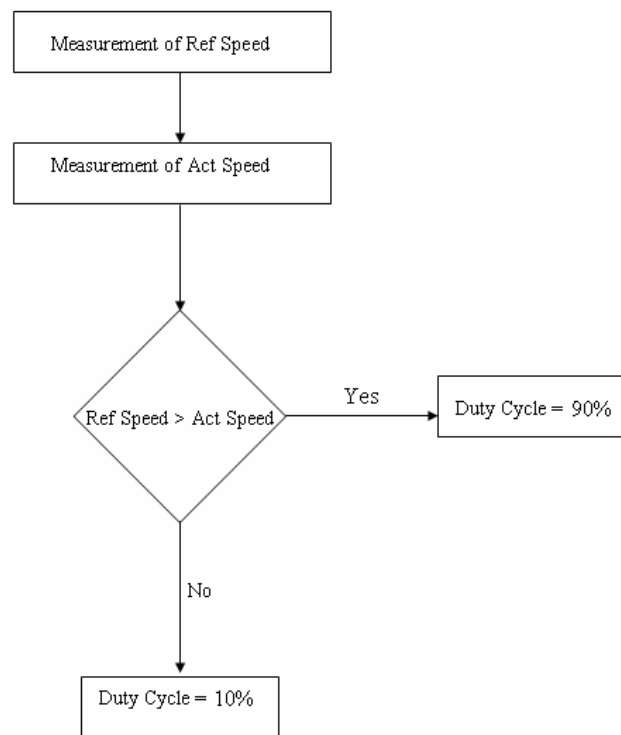 Measurement of Ref Speed
Measurement of Act Speed
Ref Speed > Act Speed
Yes
Duty Cycle = 90%
No
Duty Cycle = 10%